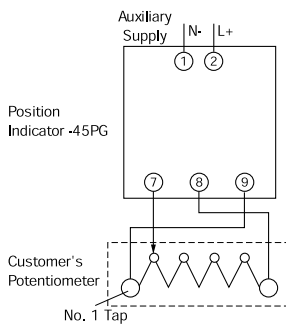 Auxiliary
Supply
N- L+
1 2
Position
Indicator -45PG
7 8 9
Customer's
Potentiometer
No. 1 Tap